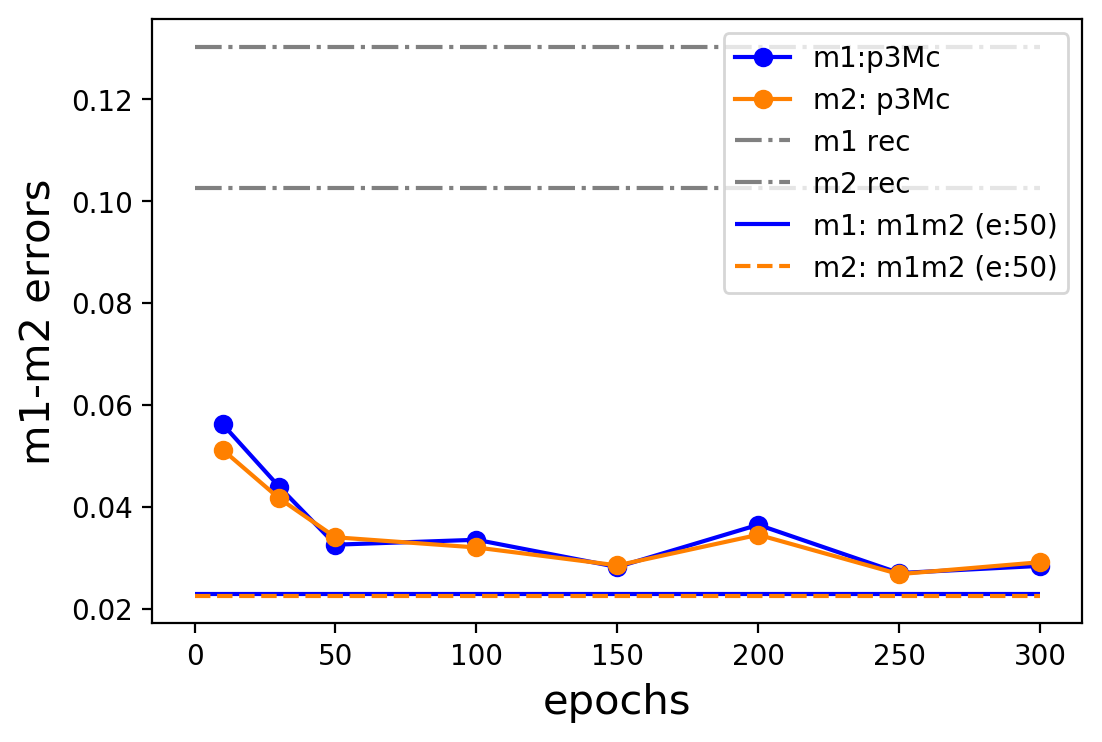 m1-m2 errors
0.12
0.10
0.08
0.06
0.04
0.02
m1:p3Mc
m2: p3Mc
m1 rec
m2 rec
m1: m1m2 (e:50)
m2: m1m2 (e:50)
0 50 100 150 200 250 300
epochs